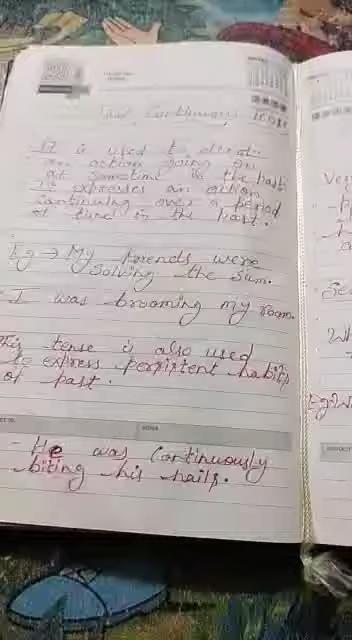 Past Continuous Tense
It is used to denote
an action going on
at sometime in the past.
It expresses an action
continuing over a period
of time in the past.
Eg → My friends were
solving the sum.
- I was brooming my room.
This tense is also used
to express persistent habits
of past.
- He was continuously
biting his nails.